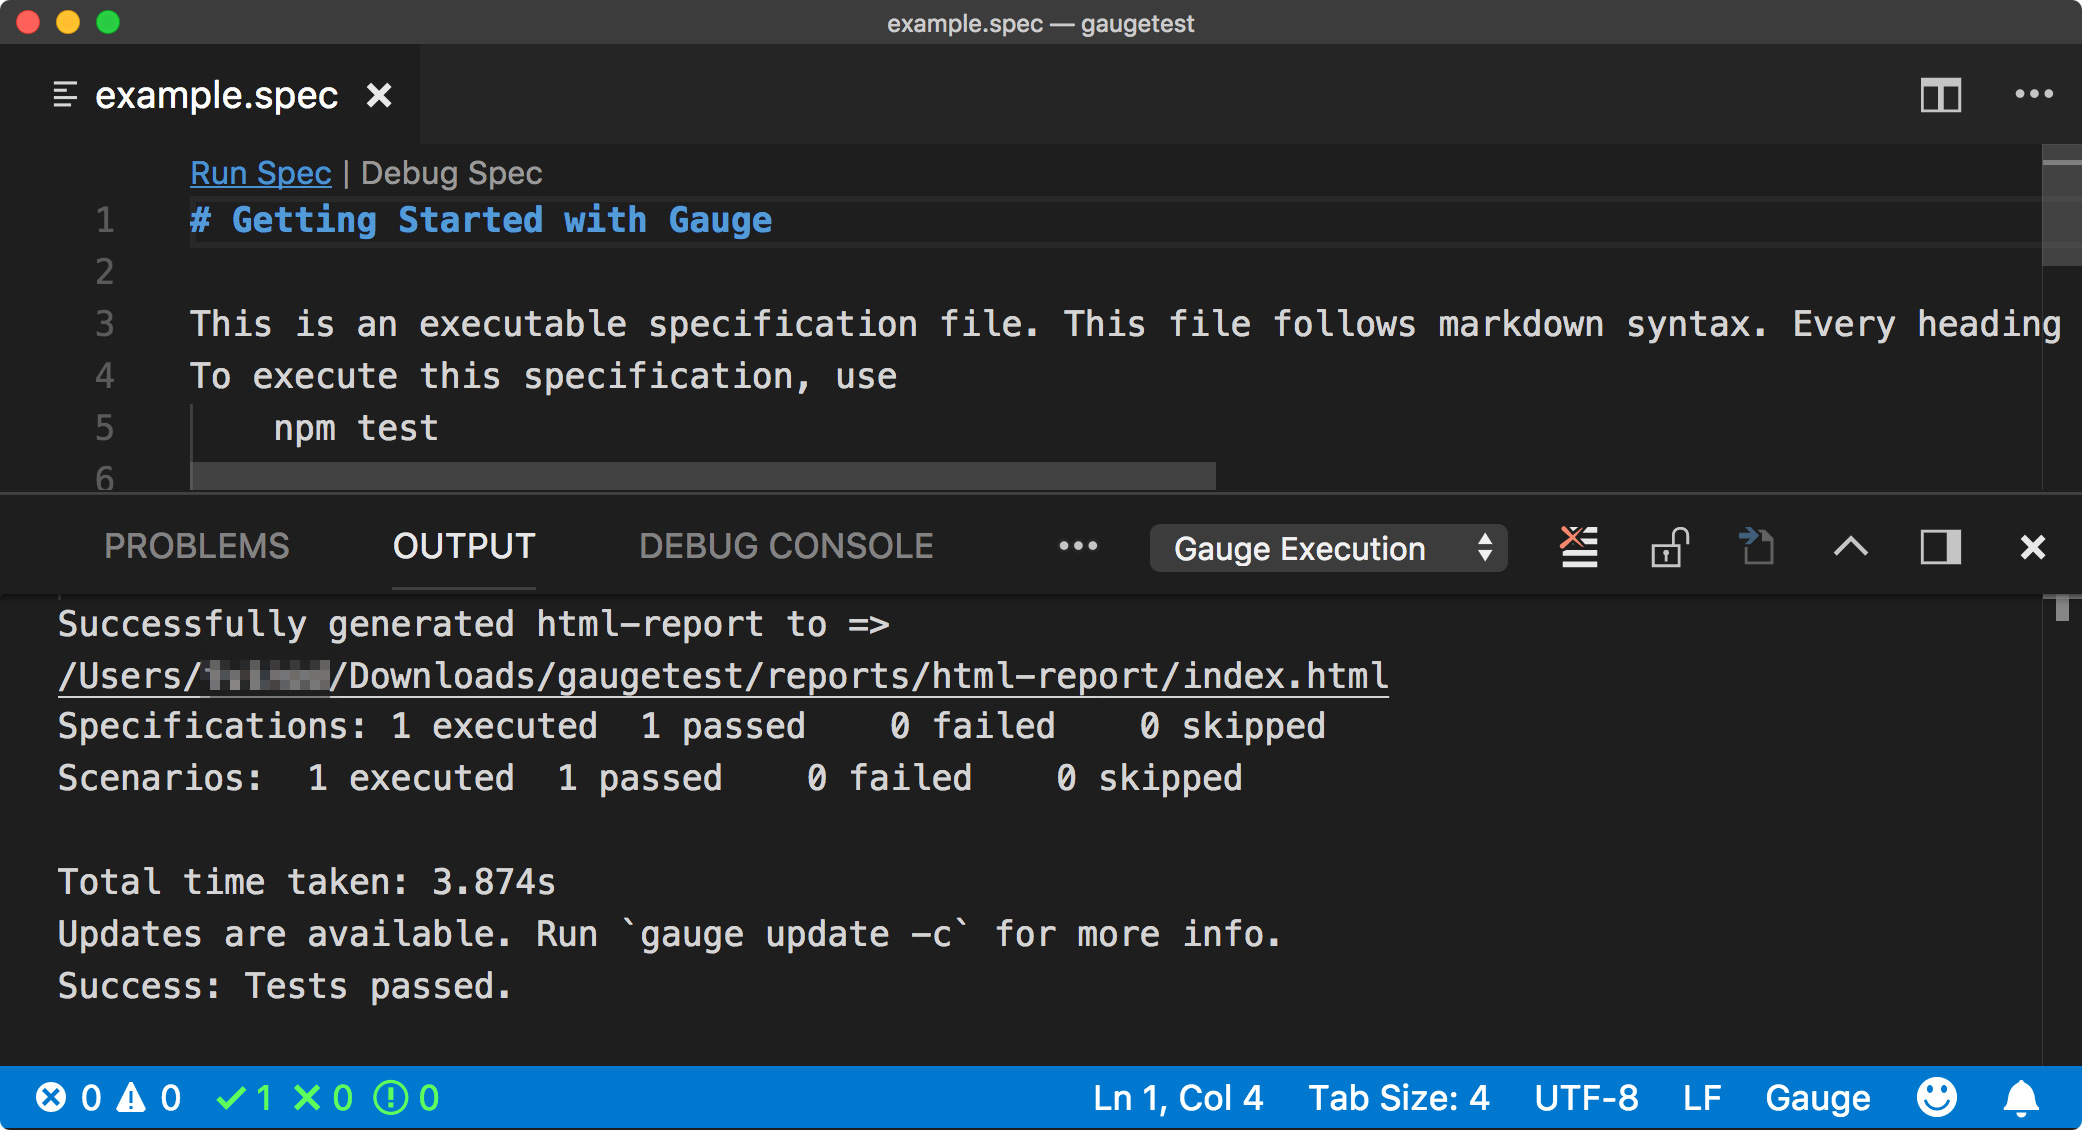 example.spec — gaugetest
example.spec
Run Spec | Debug Spec
1 # Getting Started with Gauge
2
3 This is an executable specification file. This file follows markdown syntax. Every heading
4 To execute this specification, use
5 npm test
6
PROBLEMS OUTPUT DEBUG CONSOLE ••• Gauge Execution
Successfully generated html-report to =>
/Users/ /Downloads/gaugetest/reports/html-report/index.html
Specifications: 1 executed 1 passed 0 failed 0 skipped
Scenarios: 1 executed 1 passed 0 failed 0 skipped
Total time taken: 3.874s
Updates are available. Run `gauge update -c` for more info.
Success: Tests passed.
0 0 1 0 0 Ln 1, Col 4 Tab Size: 4 UTF-8 LF Gauge